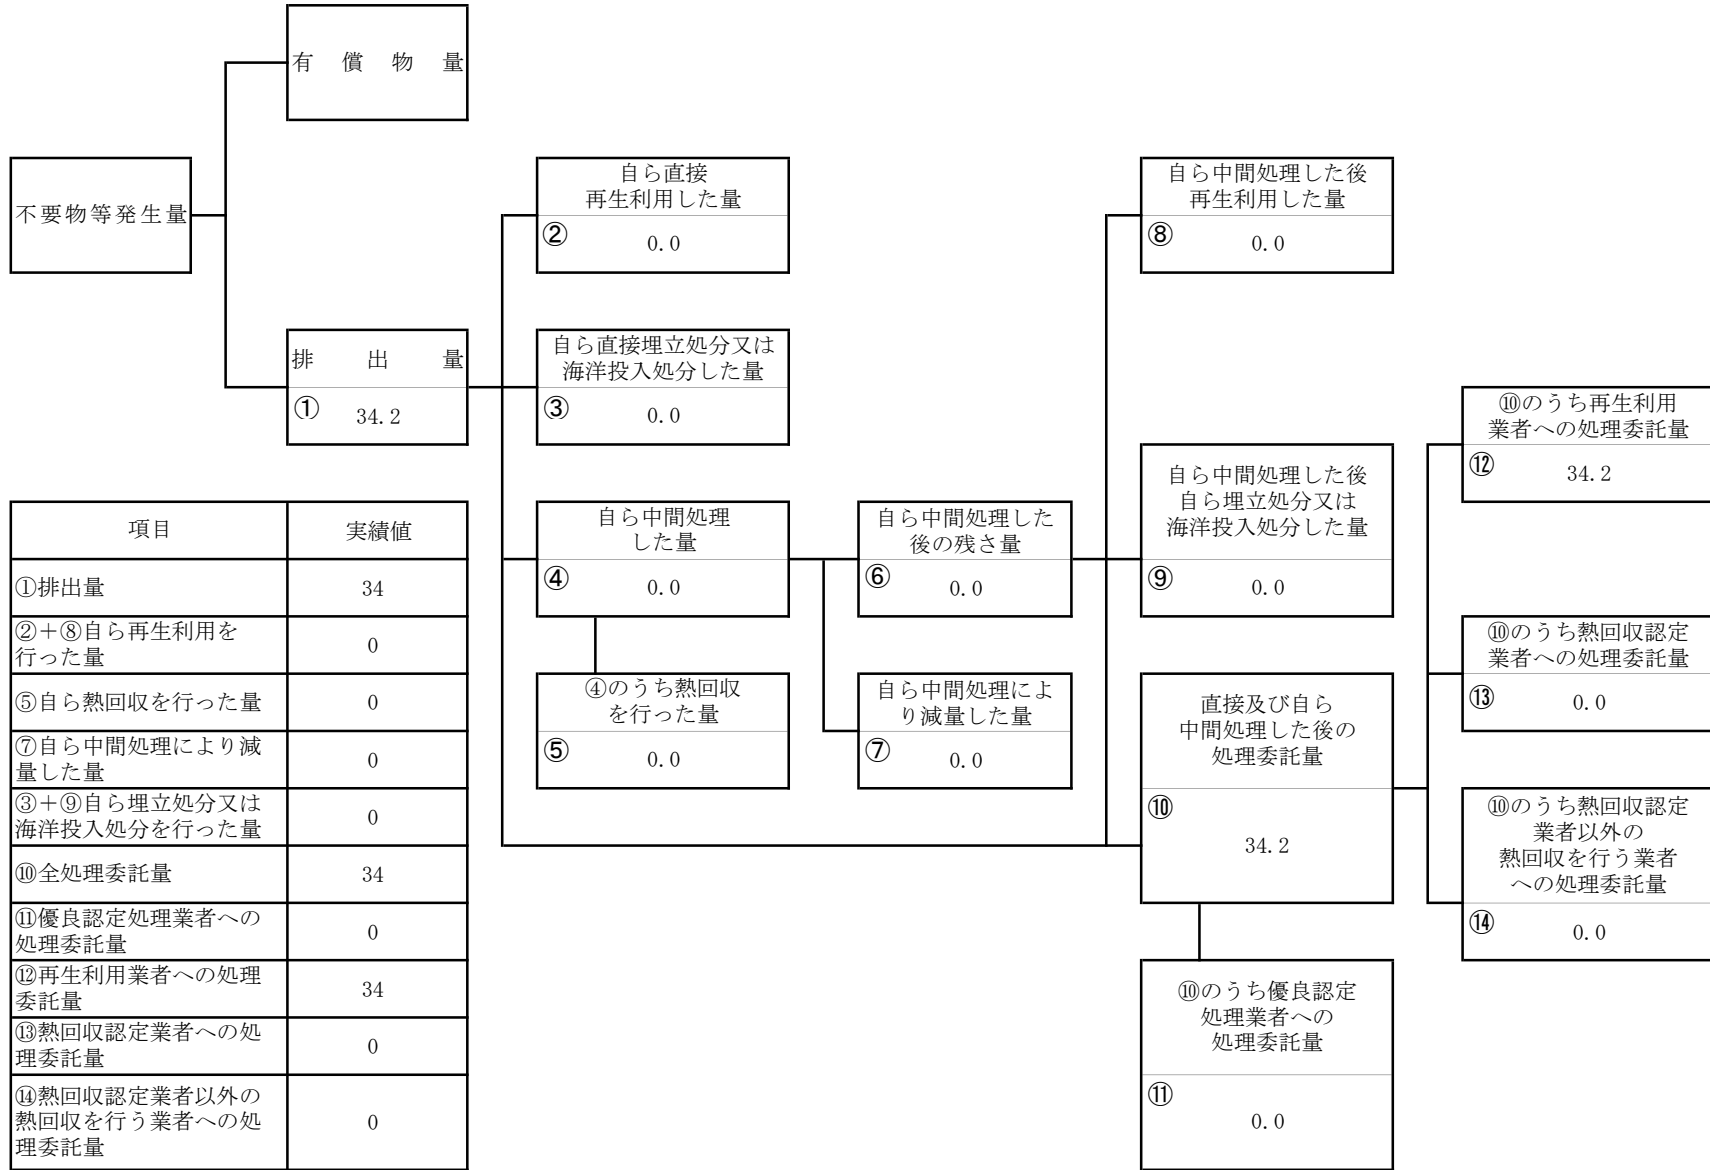 有償物量
不要物等発生量
排出量
① 34.2
自ら直接
再生利用した量
② 0.0
自ら直接埋立処分又は
海洋投入処分した量
③ 0.0
自ら中間処理
した量
④ 0.0
④のうち熱回収
を行った量
⑤ 0.0
自ら中間処理した
後の残さ量
⑥ 0.0
自ら中間処理によ
り減量した量
⑦ 0.0
自ら中間処理した後
再生利用した量
⑧ 0.0
自ら中間処理した後
自ら埋立処分又は
海洋投入処分した量
⑨ 0.0
直接及び自ら
中間処理した後の
処理委託量
⑩
34.2
⑩のうち優良認定
処理業者への
処理委託量
⑪
0.0
⑩のうち再生利用
業者への処理委託量
⑫ 34.2
⑩のうち熱回収認定
業者への処理委託量
⑬ 0.0
⑩のうち熱回収認定
業者以外の
熱回収を行う業者
への処理委託量
⑭ 0.0
項目 実績値
①排出量 34
②＋⑧自ら再生利用を
行った量 0
⑤自ら熱回収を行った量 0
⑦自ら中間処理により減
量した量 0
③＋⑨自ら埋立処分又は
海洋投入処分を行った量 0
⑩全処理委託量 34
⑪優良認定処理業者への
処理委託量 0
⑫再生利用業者への処理
委託量 34
⑬熱回収認定業者への処
理委託量 0
⑭熱回収認定業者以外の
熱回収を行う業者への処
理委託量 0